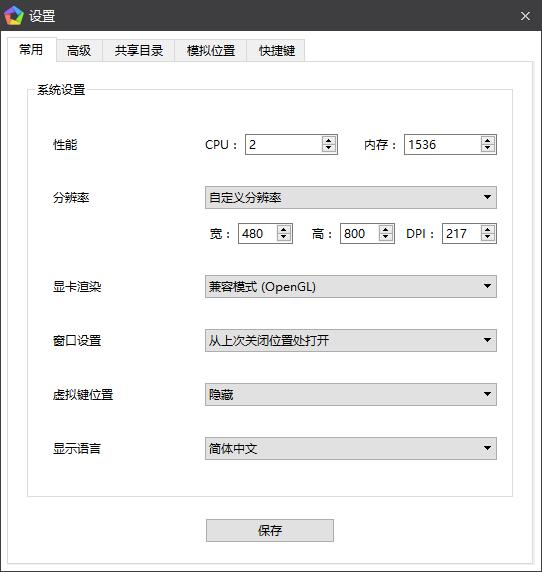 设置
常用 高级 共享目录 模拟位置 快捷键
系统设置
性能 CPU： 2 内存： 1536
分辨率 自定义分辨率
宽： 480 高： 800 DPI： 217
显卡渲染 兼容模式 (OpenGL)
窗口设置 从上次关闭位置处打开
虚拟键位置 隐藏
显示语言 简体中文
保存